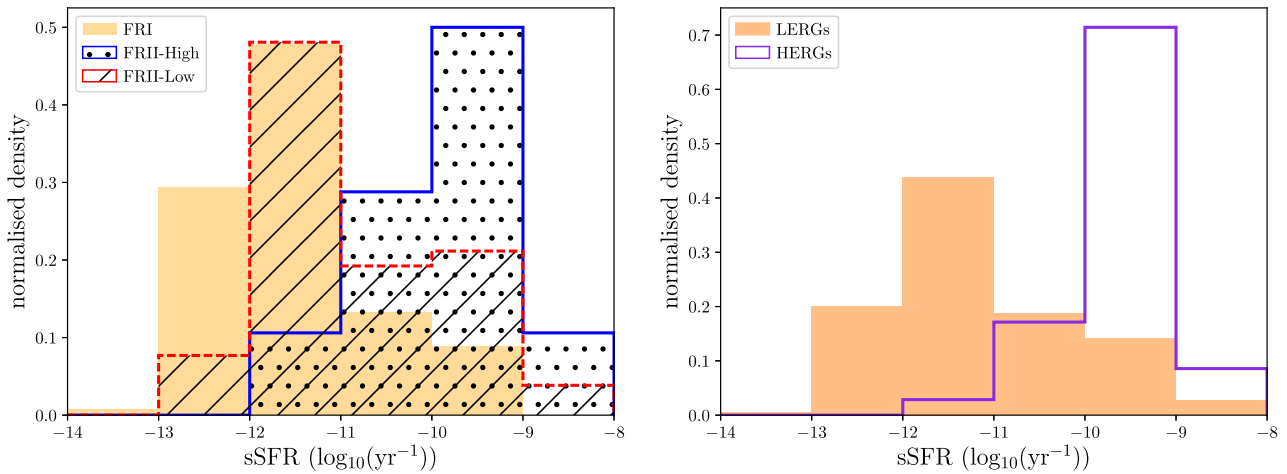 0.5
0.4
0.3
0.2
0.1
0.0
normalised density
FRI
FRII-High
FRII-Low
−14 −13 −12 −11 −10 −9 −8
sSFR (log₁₀(yr⁻¹))
0.7
0.6
0.5
0.4
0.3
0.2
0.1
0.0
normalised density
LERGs
HERGs
−14 −13 −12 −11 −10 −9 −8
sSFR (log₁₀(yr⁻¹))